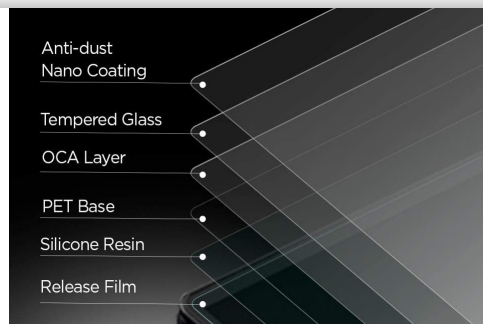 Anti-dust
Nano Coating
Tempered Glass
OCA Layer
PET Base
Silicone Resin
Release Film